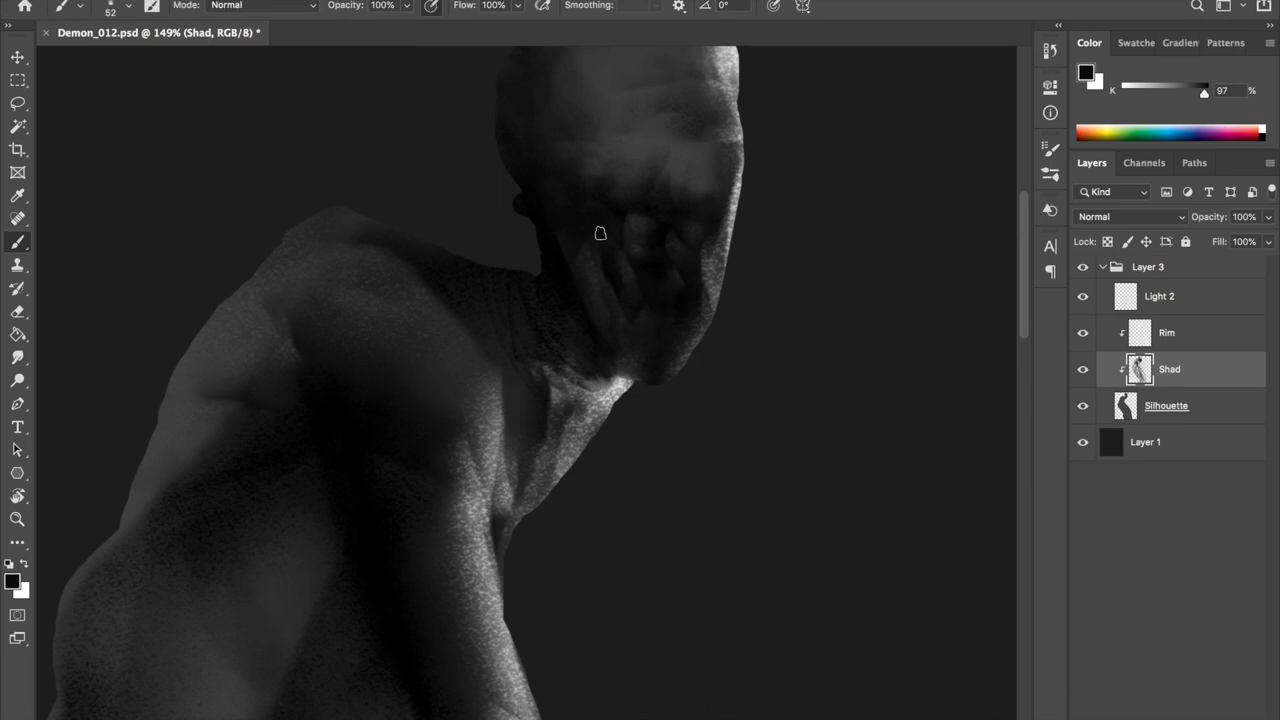 Mode: Normal Opacity: 100% Flow: 100% Smoothing: 0°
52
× Demon_012.psd @ 149% (Shad, RGB/8) *
Color Swatche Gradien Patterns
K 97 %
Layers Channels Paths
Kind
Normal Opacity: 100%
Lock: Fill: 100%
Layer 3
Light 2
Rim
Shad
Silhouette
Layer 1